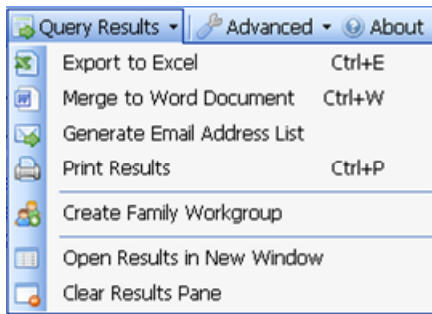 Query Results Advanced About
Export to Excel Ctrl+E
Merge to Word Document Ctrl+W
Generate Email Address List
Print Results Ctrl+P
Create Family Workgroup
Open Results in New Window
Clear Results Pane